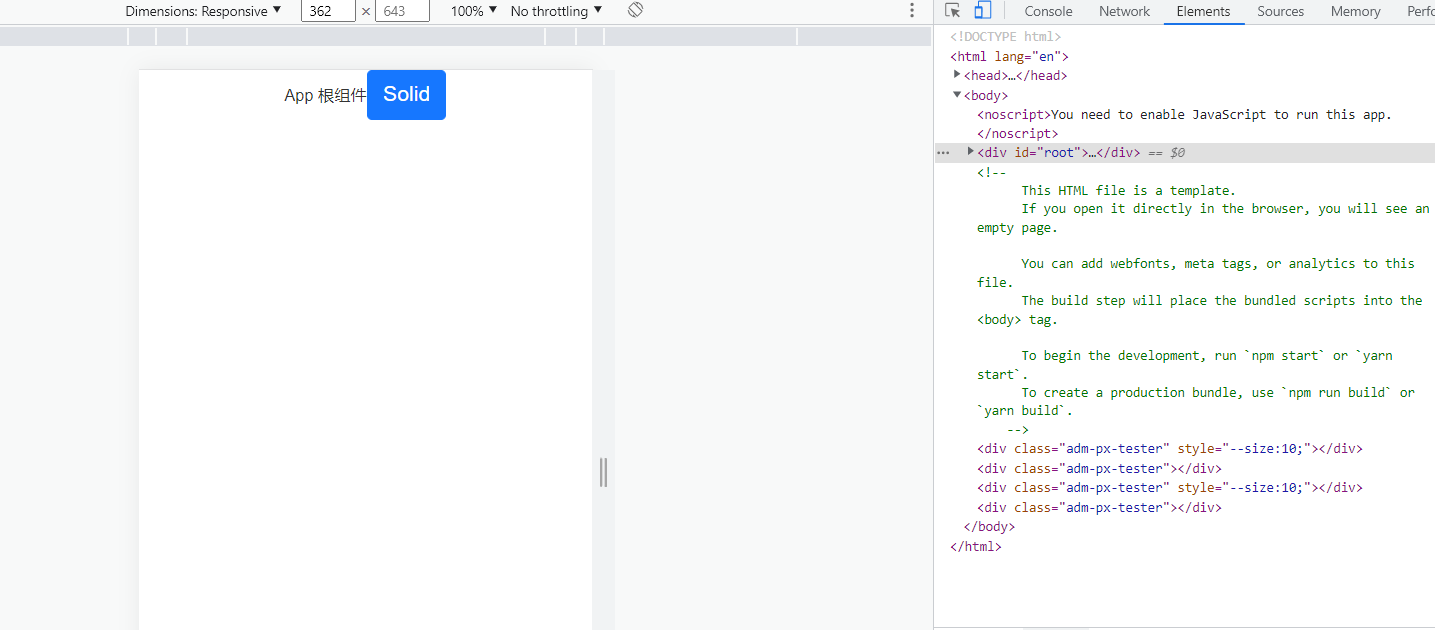 Dimensions: Responsive ▼ 362 × 643 100% ▼ No throttling ▼
Console Network Elements Sources Memory
App 根组件 Solid
<!DOCTYPE html>
<html lang="en">
▶<head>…</head>
▼<body>
<noscript>You need to enable JavaScript to run this app.
</noscript>
… ▶<div id="root">…</div> == $0
<!--
This HTML file is a template.
If you open it directly in the browser, you will see an
empty page.
You can add webfonts, meta tags, or analytics to this
file.
The build step will place the bundled scripts into the
<body> tag.
To begin the development, run `npm start` or `yarn
start`.
To create a production bundle, use `npm run build` or
`yarn build`.
-->
<div class="adm-px-tester" style="--size:10;"></div>
<div class="adm-px-tester"></div>
<div class="adm-px-tester" style="--size:10;"></div>
<div class="adm-px-tester"></div>
</body>
</html>